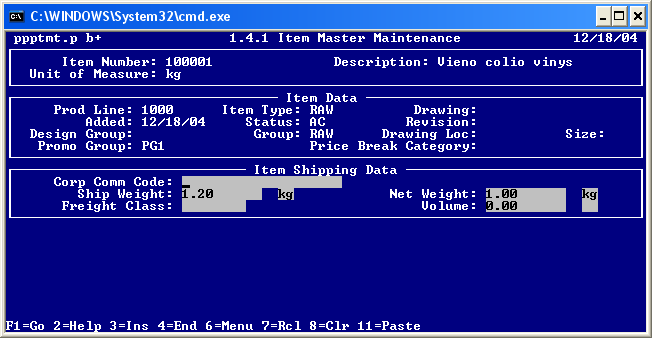 C:\WINDOWS\System32\cmd.exe
ppptmt.p b+ 1.4.1 Item Master Maintenance 12/18/04
Item Number: 100001 Description: Vieno colio vinys
Unit of Measure: kg
Item Data
Prod Line: 1000 Item Type: RAW Drawing:
Added: 12/18/04 Status: AC Revision:
Design Group: Group: RAW Drawing Loc: Size:
Promo Group: PG1 Price Break Category:
Item Shipping Data
Corp Comm Code:
Ship Weight: 1.20 kg Net Weight: 1.00 kg
Freight Class: Volume: 0.00
F1=Go 2=Help 3=Ins 4=End 6=Menu 7=Rcl 8=Clr 11=Paste